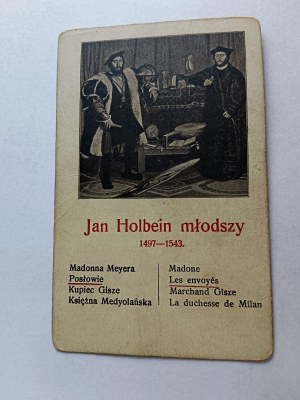 Jan Holbein młodszy
1497—1543.
Madonna Meyera
Posłowie
Kupiec Gisze
Księżna Medyolańska
Madone
Les envoyés
Marchand Gisze
La duchesse de Milan